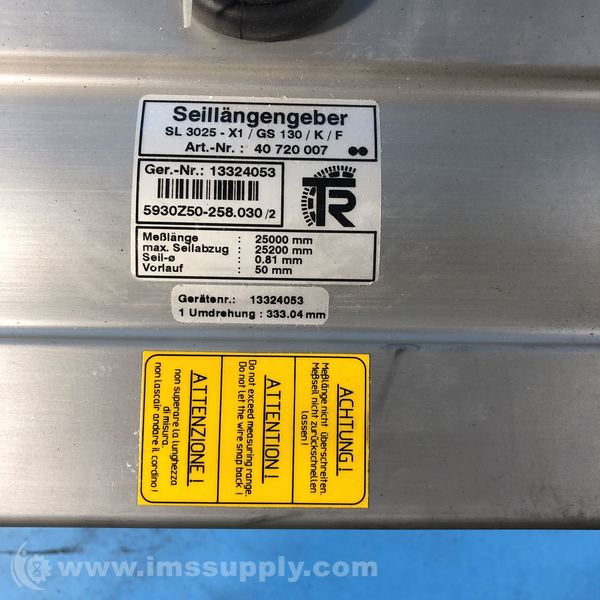 Seillängengeber
SL 3025 - X1 / GS 130 / K / F
Art.-Nr. : 40 720 007
Ger.-Nr.: 13324053
5930Z50-258.030 /2
TR
Meßlänge : 25000 mm
max. Seilabzug : 25200 mm
Seil-ø : 0.81 mm
Vorlauf : 50 mm
Gerätenr.: 13324053
1 Umdrehung : 333.04 mm
ACHTUNG!
Meßlänge nicht überschreiten.
Meßseil nicht zurückschnellen
lassen!
ATTENTION!
Do not exceed measuring range.
Do not let the wire snap back!
ATTENZIONE!
non superare la lunghezza
di misura.
non lascair andare il cordino!
© www.imssupply.com